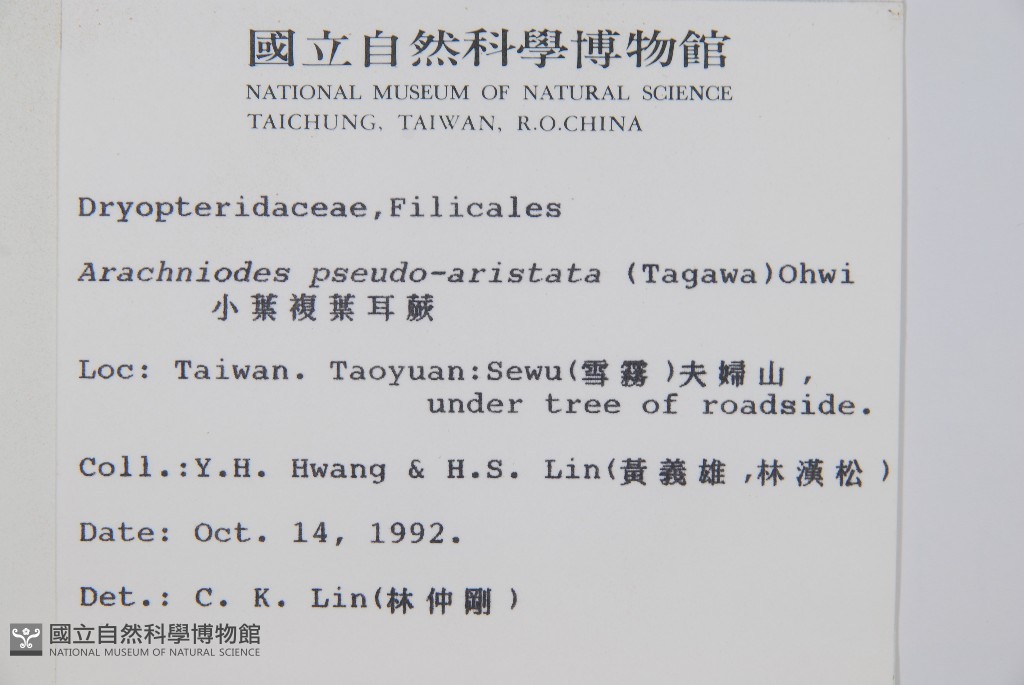 國立自然科學博物館
NATIONAL MUSEUM OF NATURAL SCIENCE
TAICHUNG, TAIWAN, R.O.CHINA
Dryopteridaceae,Filicales
Arachniodes pseudo-aristata (Tagawa)Ohwi
小葉複葉耳蕨
Loc: Taiwan. Taoyuan:Sewu(雪霧)夫婦山,
under tree of roadside.
Coll.:Y.H. Hwang & H.S. Lin(黃義雄,林漢松)
Date: Oct. 14, 1992.
Det.: C. K. Lin(林仲剛)
國立自然科學博物館
NATIONAL MUSEUM OF NATURAL SCIENCE